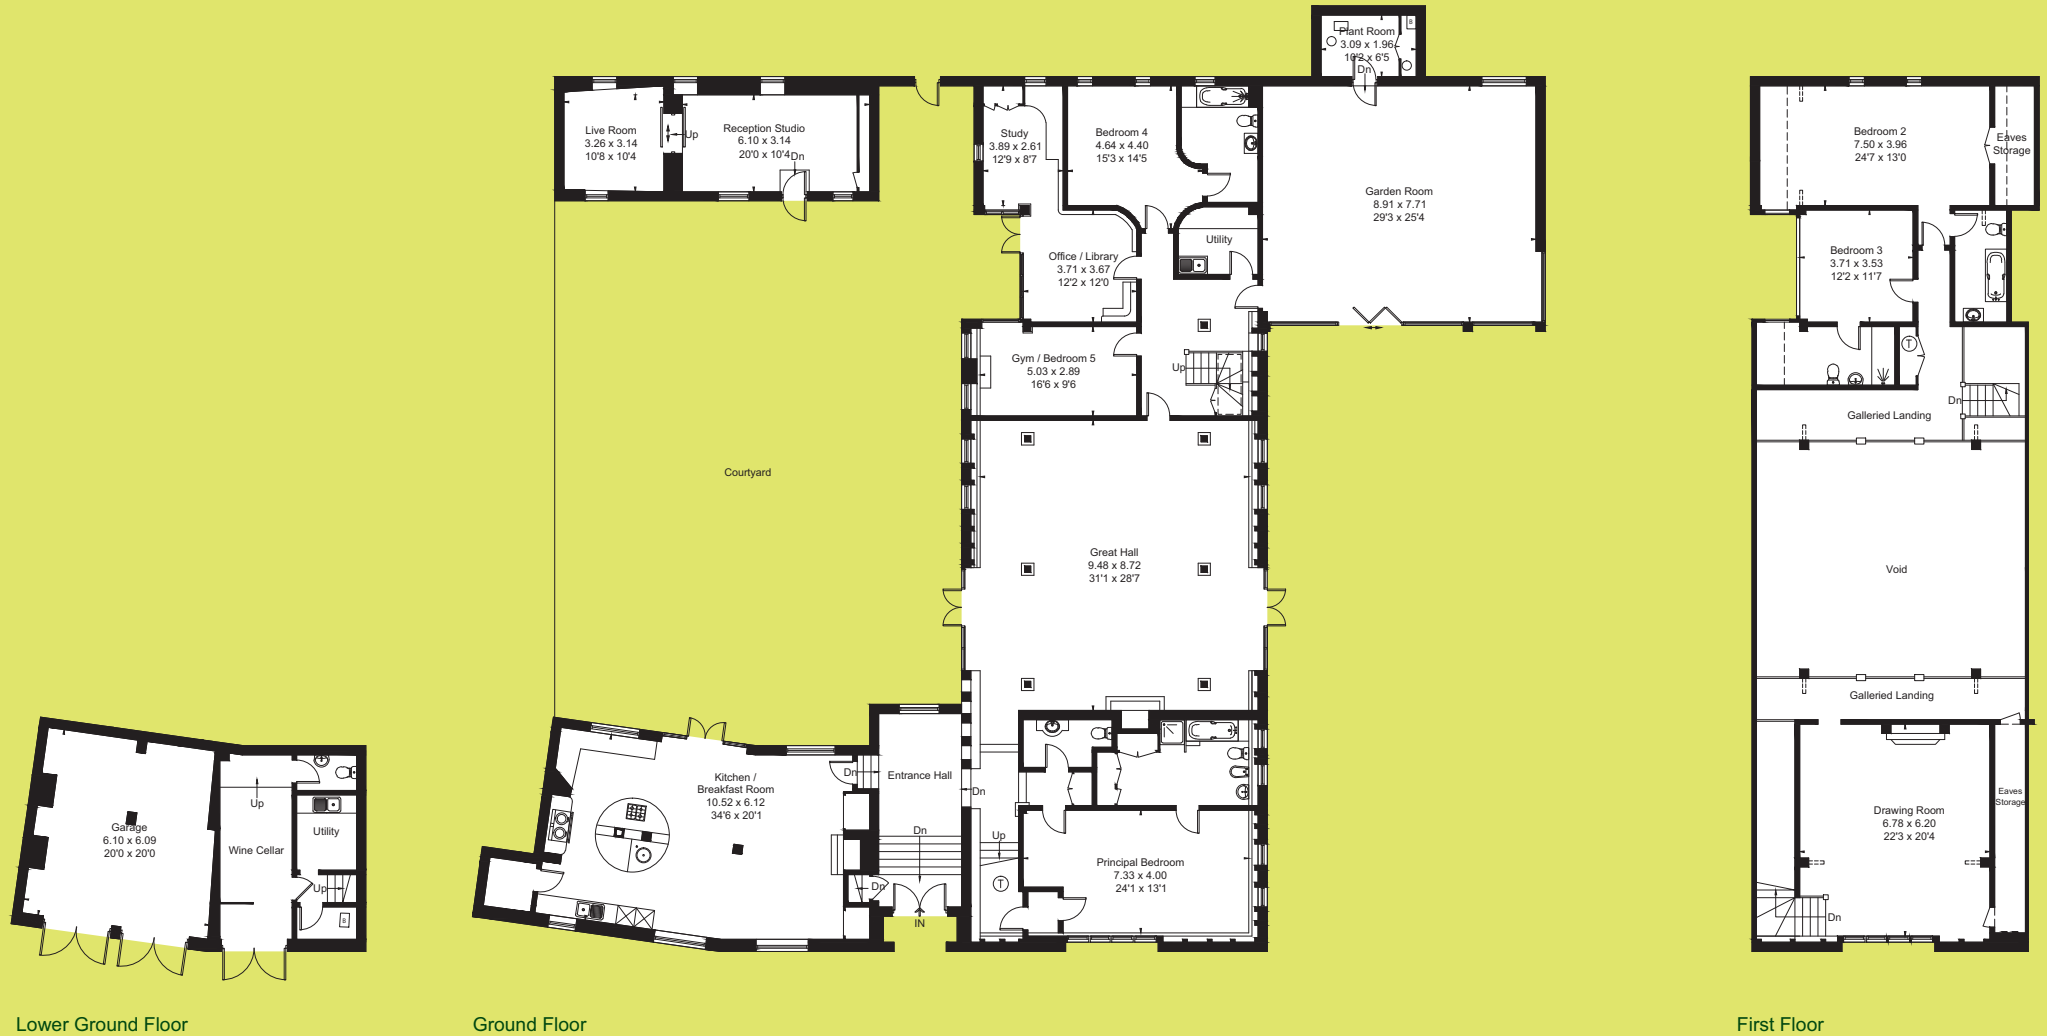 Plant Room
3.09 x 1.96
10'2 x 6'5
Dn
B
Live Room
3.26 x 3.14
10'8 x 10'4
Up
Reception Studio
6.10 x 3.14
20'0 x 10'4
Dn
Study
3.89 x 2.61
12'9 x 8'7
Bedroom 4
4.64 x 4.40
15'3 x 14'5
Garden Room
8.91 x 7.71
29'3 x 25'4
Utility
Office / Library
3.71 x 3.67
12'2 x 12'0
Gym / Bedroom 5
5.03 x 2.89
16'6 x 9'6
Up
Courtyard
Great Hall
9.48 x 8.72
31'1 x 28'7
Kitchen /
Breakfast Room
10.52 x 6.12
34'6 x 20'1
Dn
Entrance Hall
Dn
Dn
Dn
IN
Up
T
Principal Bedroom
7.33 x 4.00
24'1 x 13'1
Ground Floor
Garage
6.10 x 6.09
20'0 x 20'0
Up
Wine Cellar
Utility
Up
B
Lower Ground Floor
Bedroom 2
7.50 x 3.96
24'7 x 13'0
Eaves
Storage
Bedroom 3
3.71 x 3.53
12'2 x 11'7
T
Dn
Galleried Landing
Void
Galleried Landing
Drawing Room
6.78 x 6.20
22'3 x 20'4
Eaves
Storage
Dn
First Floor